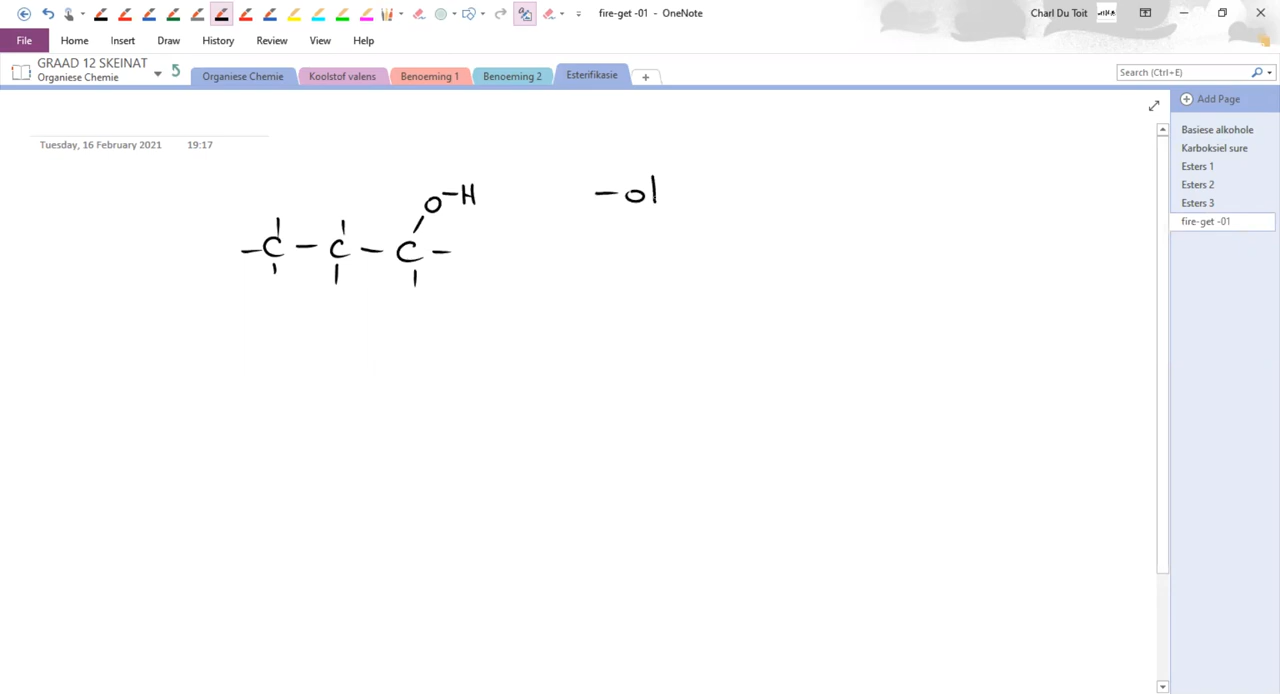 fire-get -01 - OneNote
Charl Du Toit
File Home Insert Draw History Review View Help
GRAAD 12 SKEINAT
Organiese Chemie
Organiese Chemie Koolstof valens Benoeming 1 Benoeming 2 Esterifikasie +
Search (Ctrl+E)
Add Page
Basiese alkohole
Karboksiel sure
Esters 1
Esters 2
Esters 3
fire-get -01
Tuesday, 16 February 2021 19:17
O-H -ol
-C-C-C-